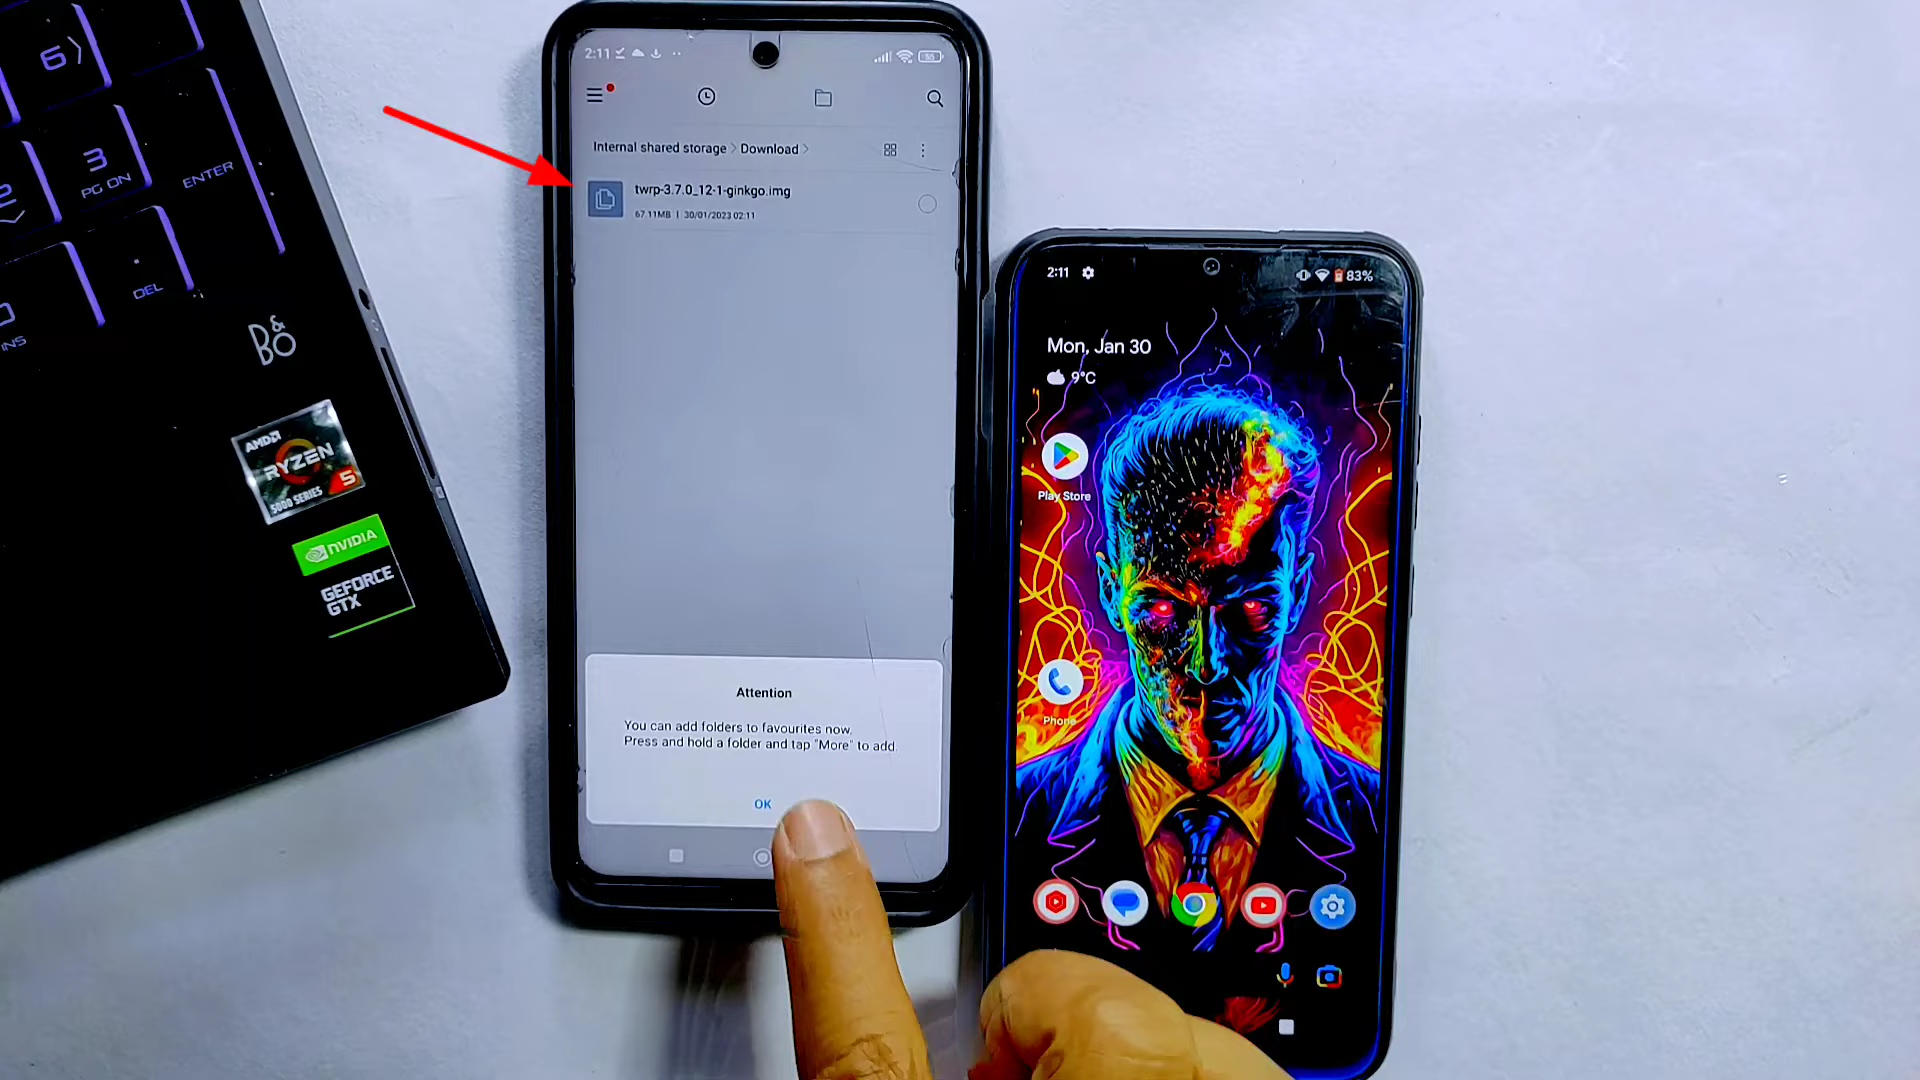 6
3
PG DN
ENTER
2
DEL
INS
B&O
AMD
RYZEN
5
5000 SERIES
NVIDIA
GEFORCE
GTX
2:11
55
Internal shared storage > Download >
twrp-3.7.0_12-1-ginkgo.img
67.11MB | 30/01/2023 02:11
Attention
You can add folders to favourites now.
Press and hold a folder and tap "More" to add.
OK
2:11
83%
Mon, Jan 30
9°C
Play Store
Phone